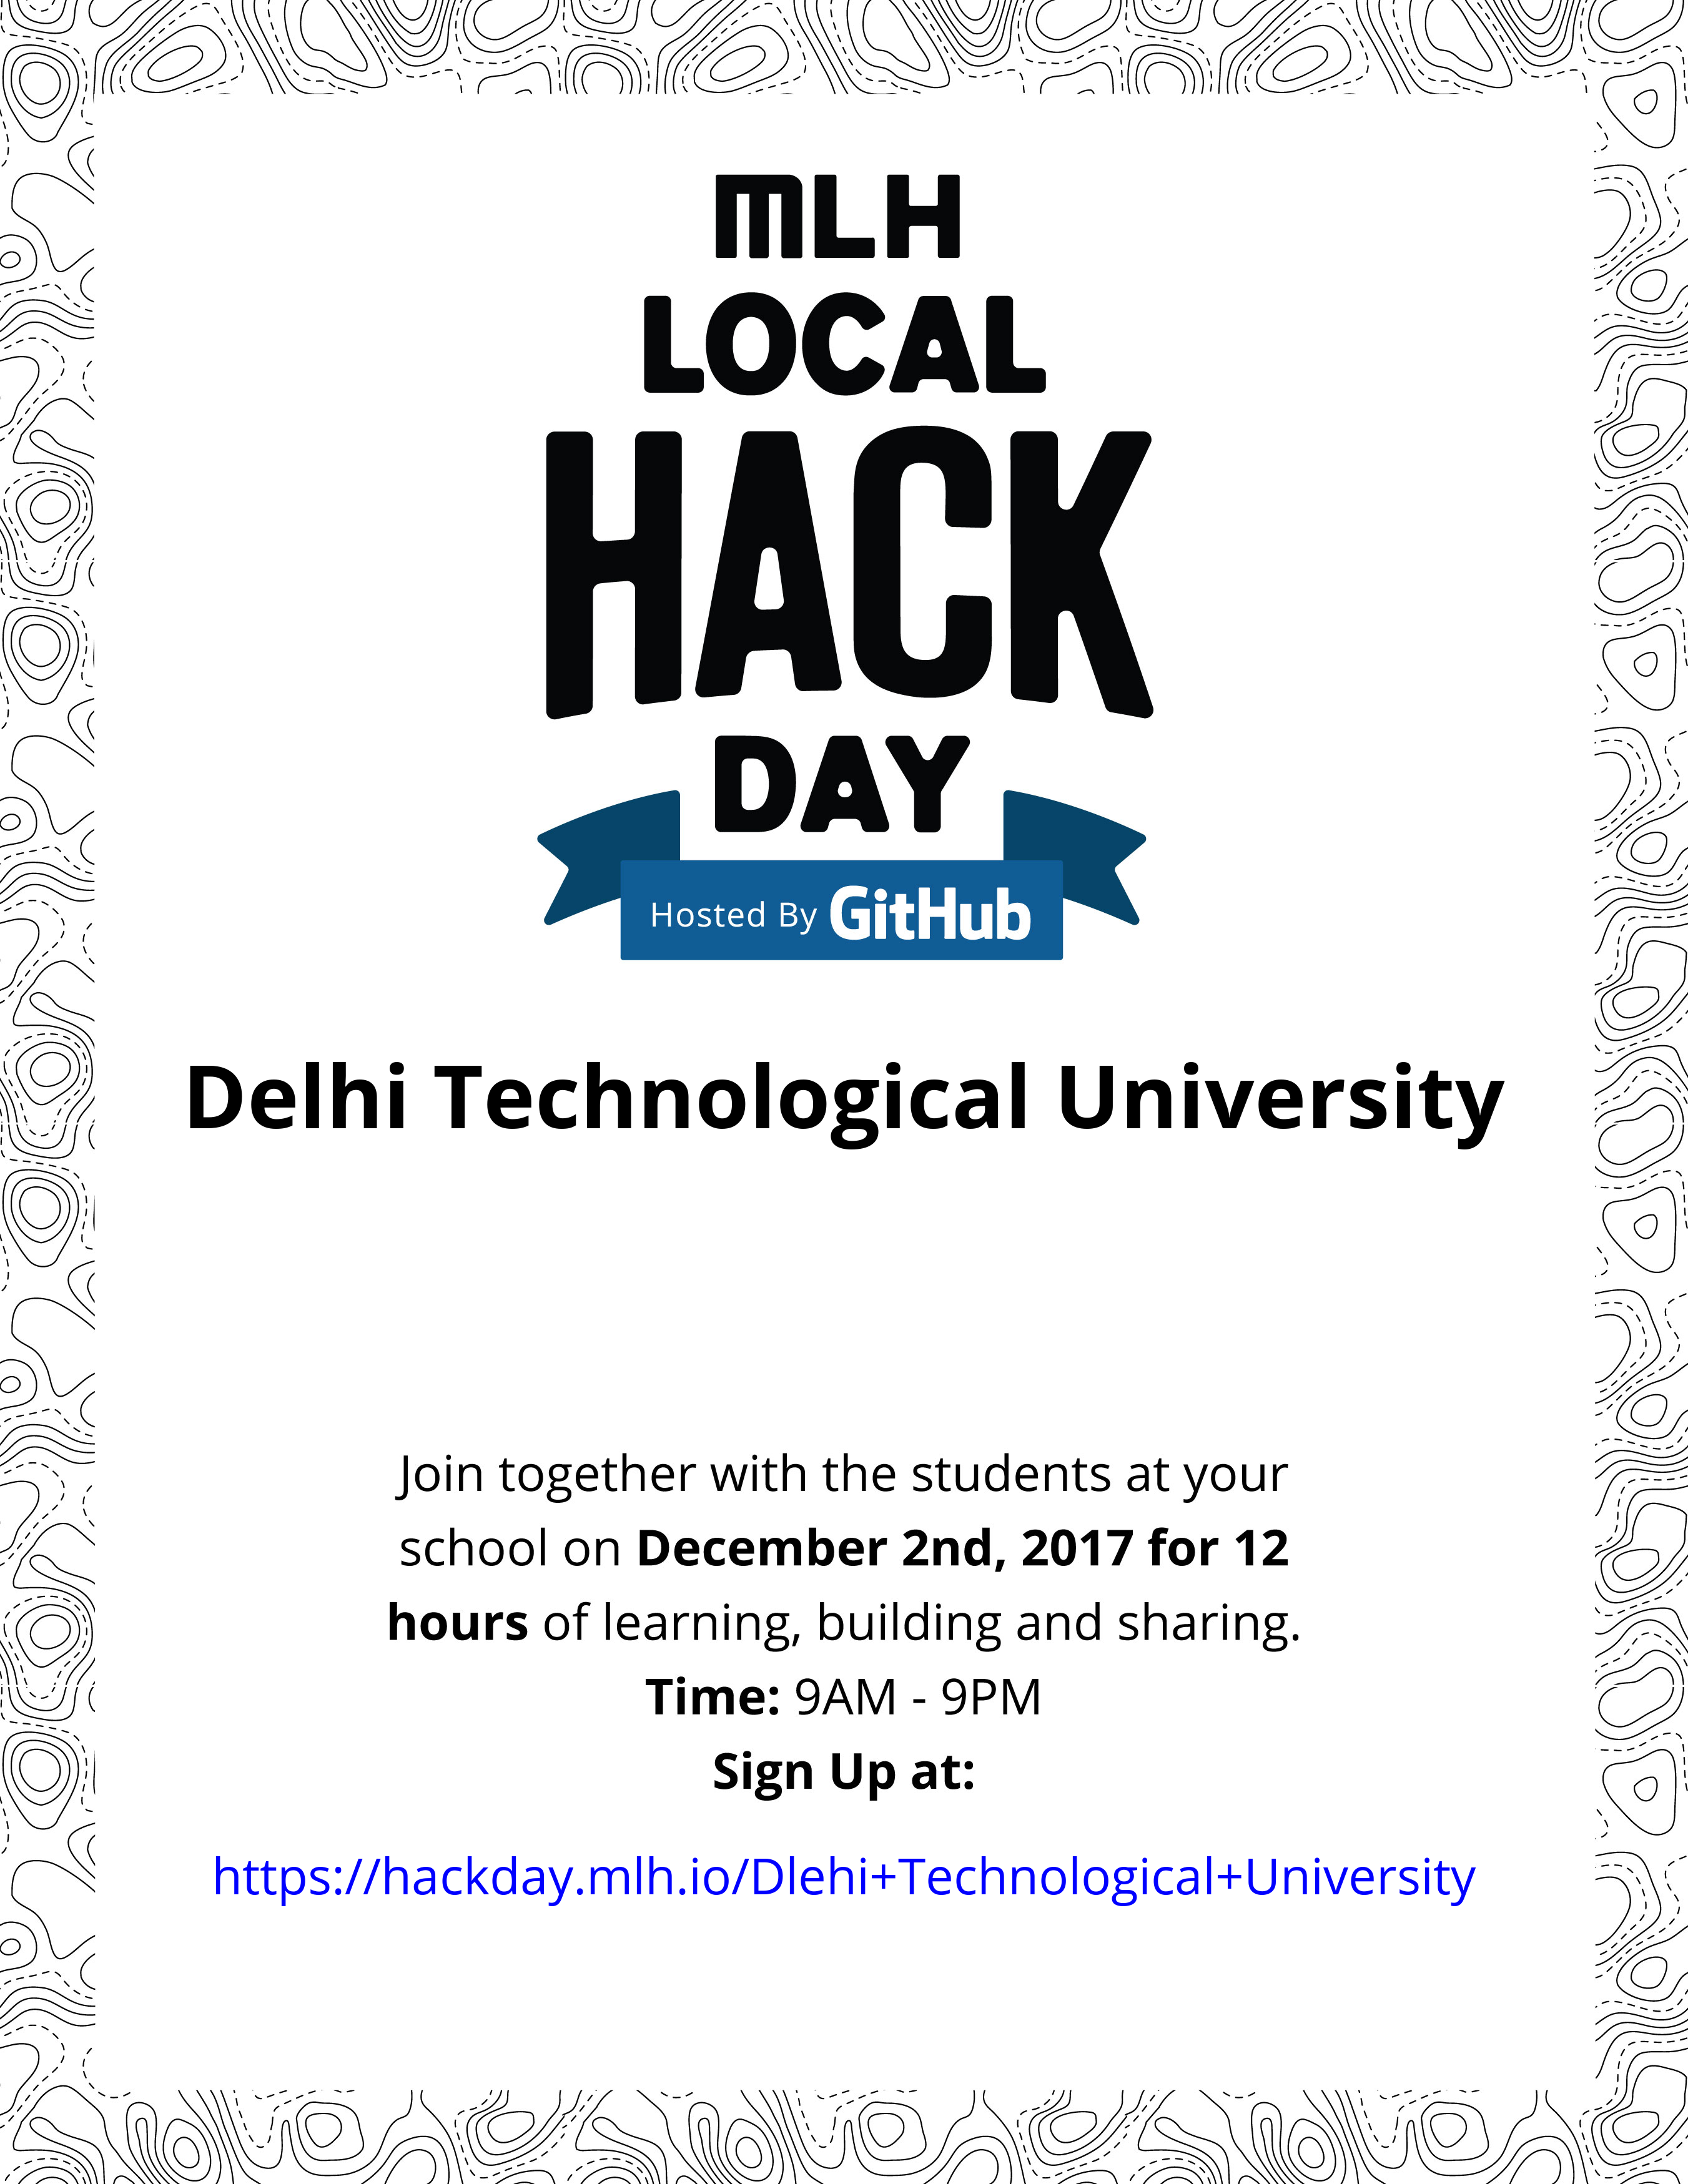 MLH
LOCAL
HACK
DAY
Hosted By GitHub
Delhi Technological University
Join together with the students at your
school on December 2nd, 2017 for 12
hours of learning, building and sharing.
Time: 9AM - 9PM
Sign Up at:
https://hackday.mlh.io/Dlehi+Technological+University